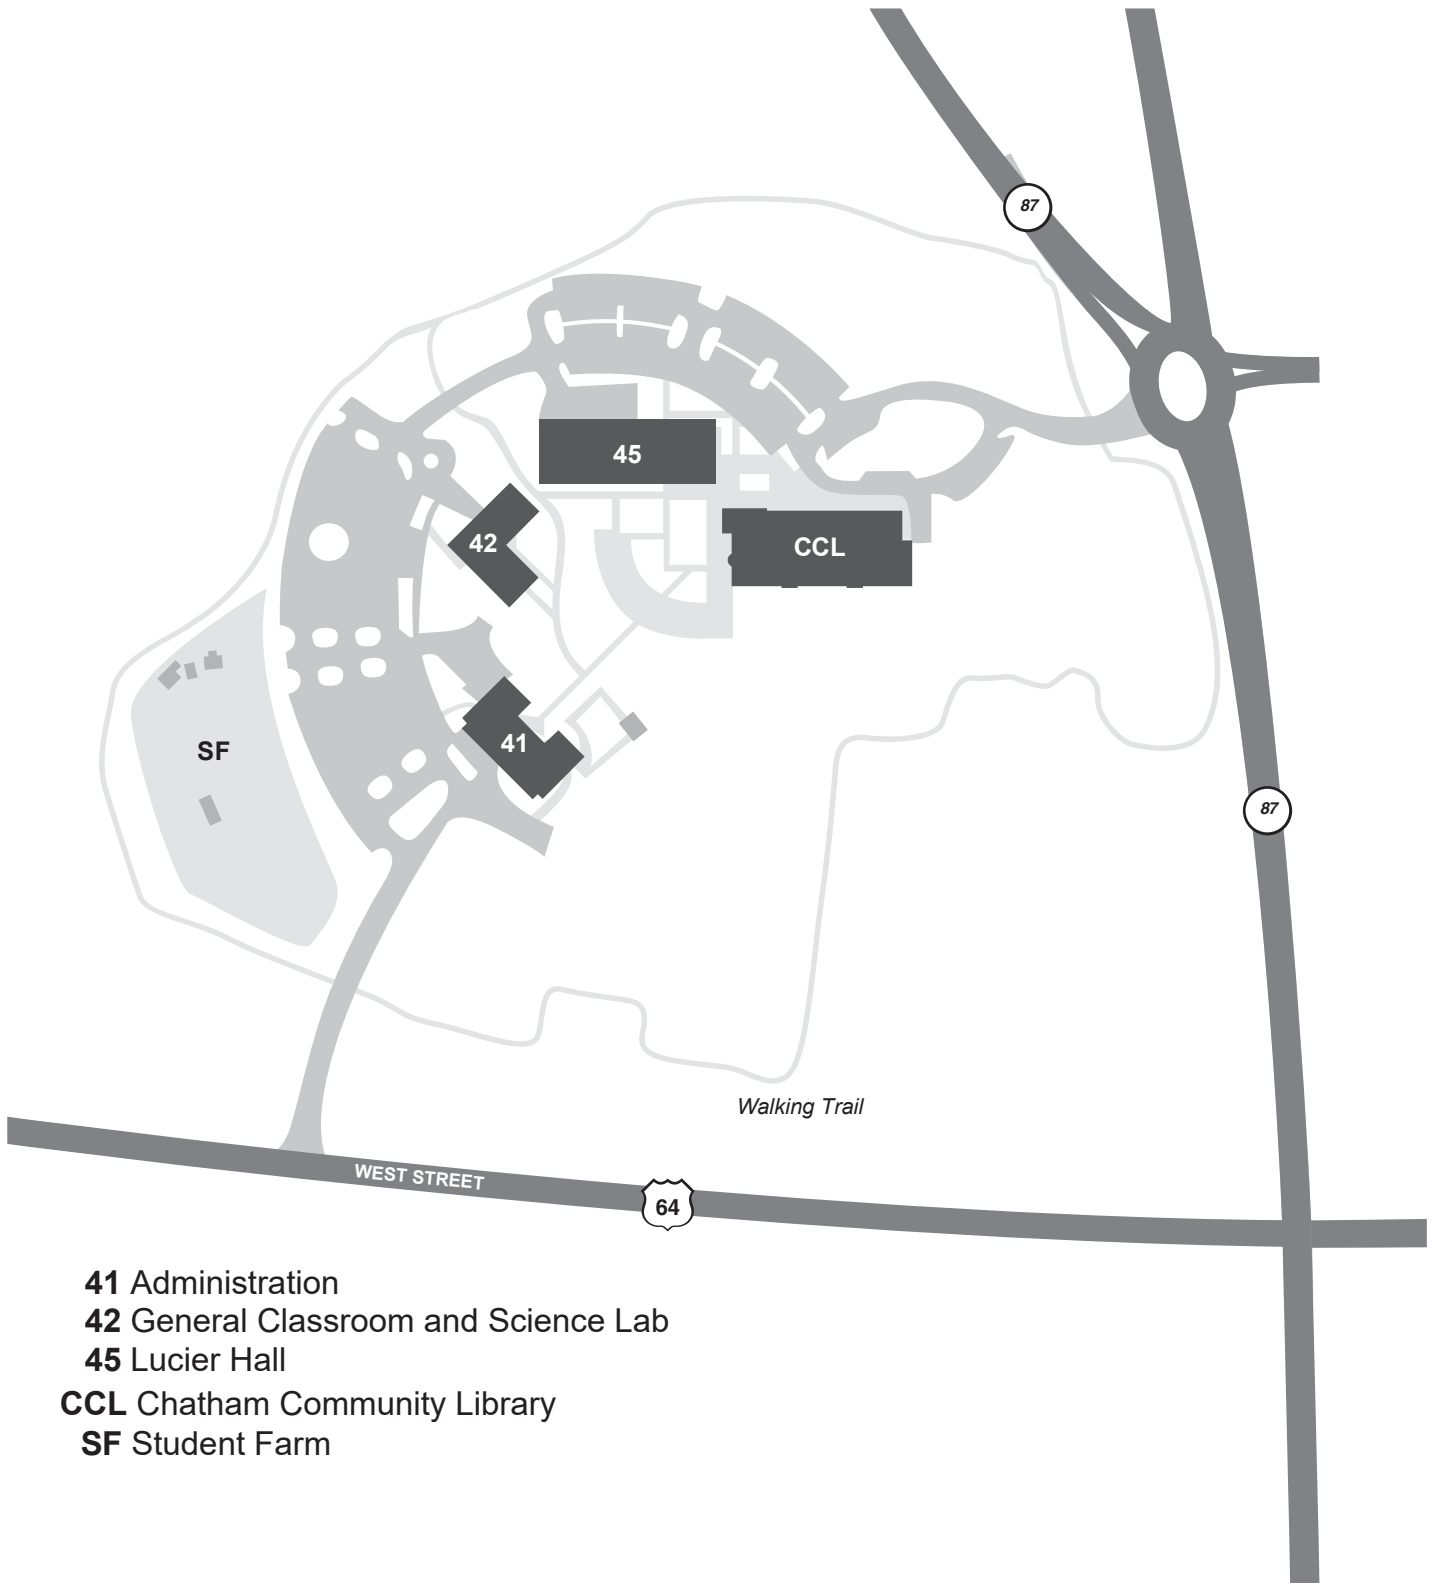 87
45
42
CCL
41
SF
87
Walking Trail
WEST STREET
64
41 Administration
42 General Classroom and Science Lab
45 Lucier Hall
CCL Chatham Community Library
SF Student Farm